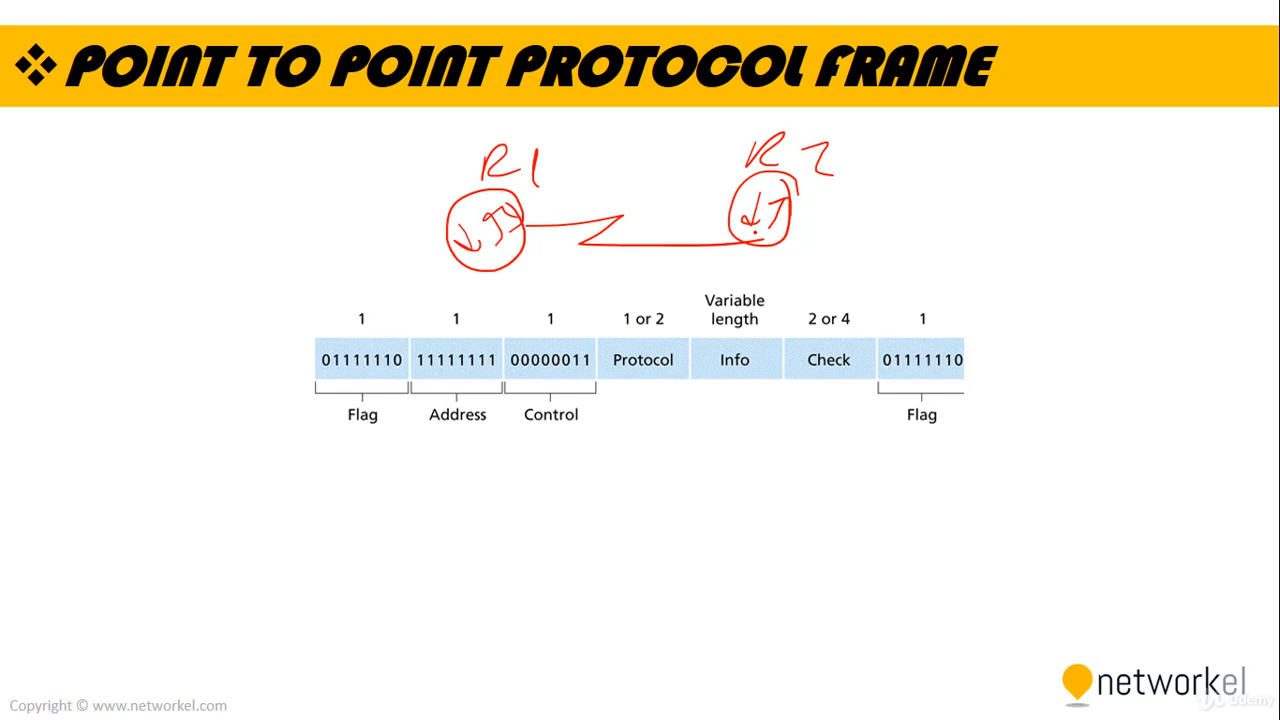 ❖ POINT TO POINT PROTOCOL FRAME
R1 R2
Variable
1 1 1 1 or 2 length 2 or 4 1
01111110 11111111 00000011 Protocol Info Check 01111110
Flag Address Control Flag
networkel
Copyright © www.networkel.com
Udemy